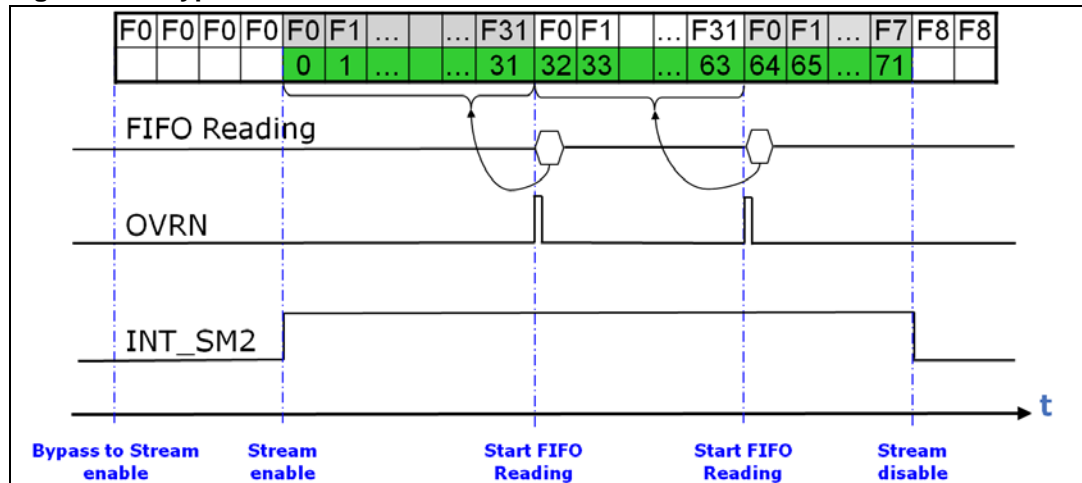 F0 F0 F0 F0 F0 F1 ... ... F31 F0 F1 ... F31 F0 F1 ... F7 F8 F8
0 1 ... ... 31 32 33 ... 63 64 65 ... 71
FIFO Reading
OVRN
INT_SM2
t
Bypass to Stream enable
Stream enable
Start FIFO Reading
Start FIFO Reading
Stream disable